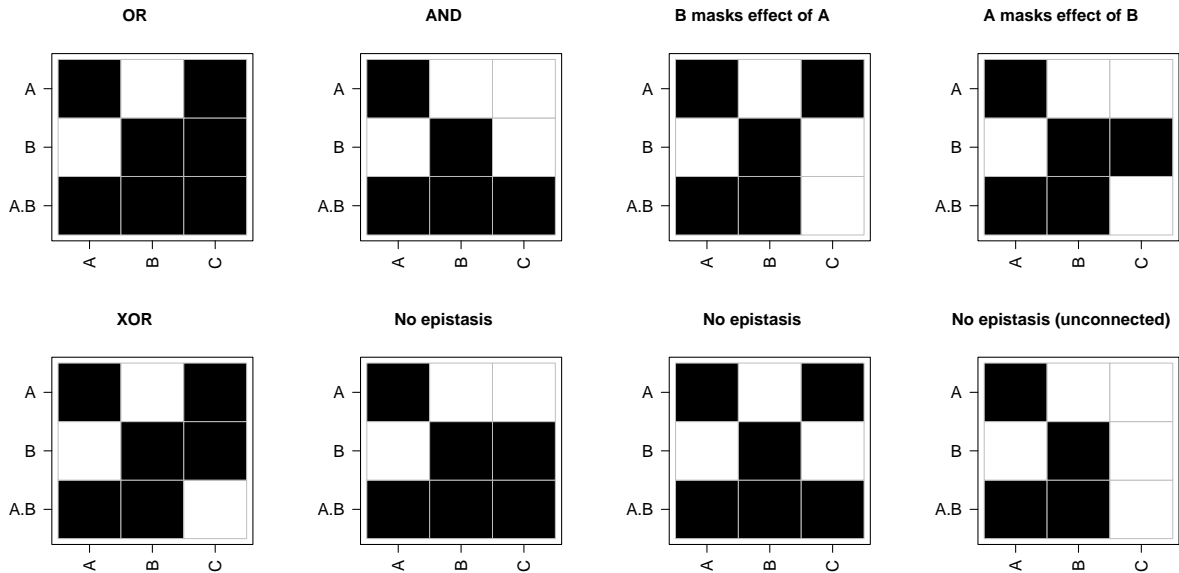 OR AND B masks effect of A A masks effect of B
A A A A
B B B B
A.B A.B A.B A.B
A B C A B C A B C A B C
XOR No epistasis No epistasis No epistasis (unconnected)
A A A A
B B B B
A.B A.B A.B A.B
A B C A B C A B C A B C